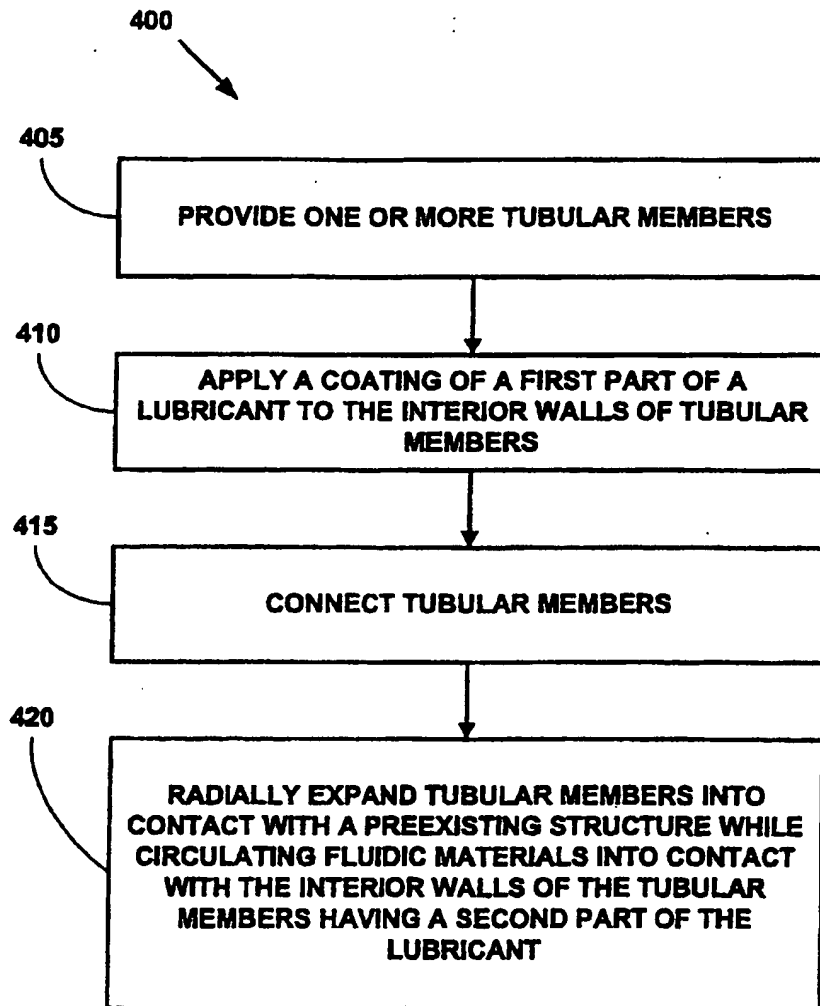 400
405
PROVIDE ONE OR MORE TUBULAR MEMBERS
410
APPLY A COATING OF A FIRST PART OF A
LUBRICANT TO THE INTERIOR WALLS OF TUBULAR
MEMBERS
415
CONNECT TUBULAR MEMBERS
420
RADIALLY EXPAND TUBULAR MEMBERS INTO
CONTACT WITH A PREEXISTING STRUCTURE WHILE
CIRCULATING FLUIDIC MATERIALS INTO CONTACT
WITH THE INTERIOR WALLS OF THE TUBULAR
MEMBERS HAVING A SECOND PART OF THE
LUBRICANT